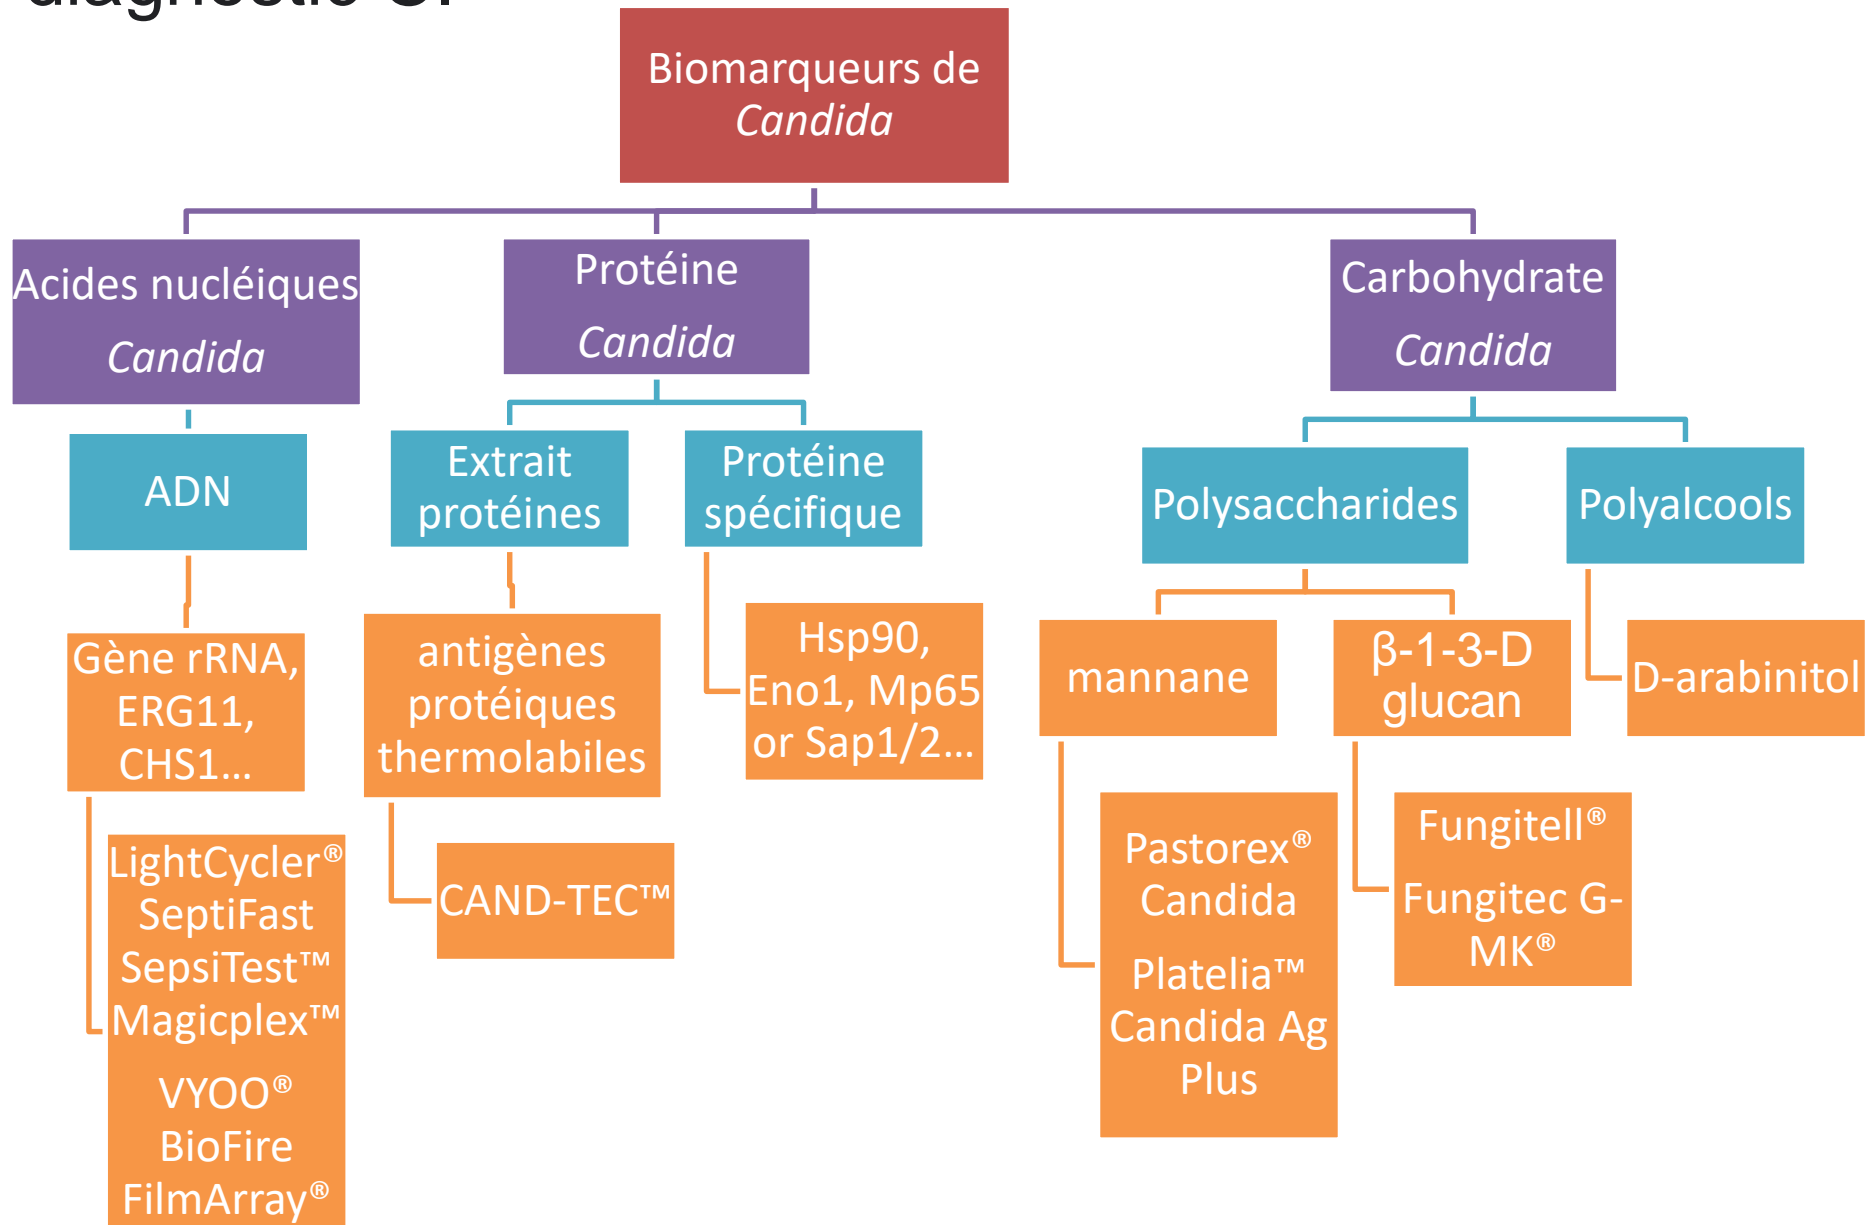 diagnostic C.
Biomarqueurs de
Candida
Acides nucléiques
Candida
Protéine
Candida
Carbohydrate
Candida
ADN
Extrait
protéines
Protéine
spécifique
Polysaccharides
Polyalcools
Gène rRNA,
ERG11,
CHS1...
antigènes
protéiques
thermolabiles
Hsp90,
Eno1, Mp65
or Sap1/2...
mannane
β-1-3-D
glucan
D-arabinitol
LightCycler®
SeptiFast
SepsiTest™
Magicplex™
VYOO®
BioFire
FilmArray®
CAND-TEC™
Pastorex®
Candida
Platelia™
Candida Ag
Plus
Fungitell®
Fungitec G-
MK®